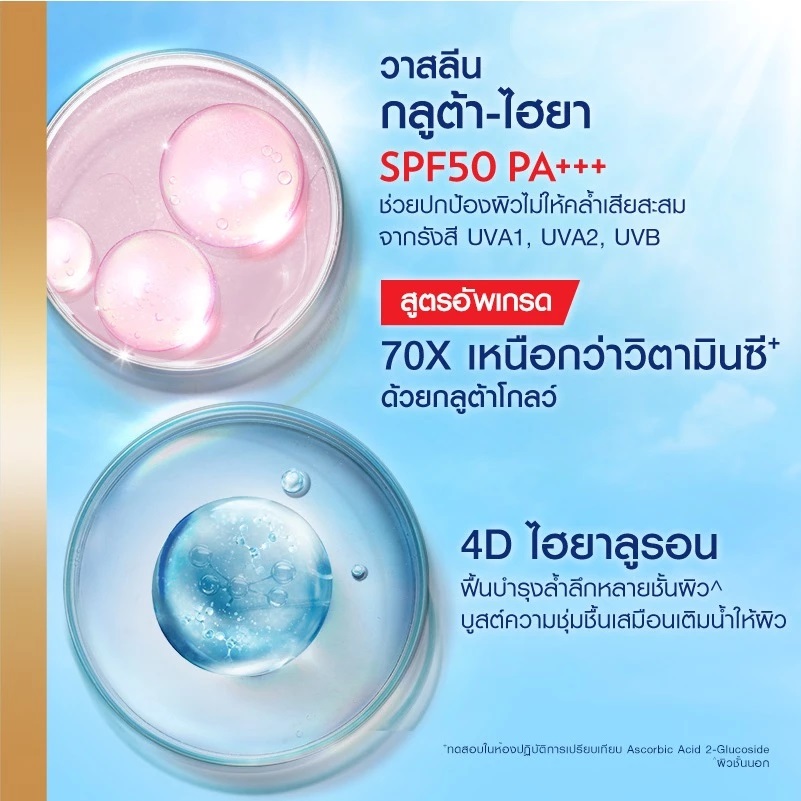 วาสลีน
กลูต้า-ไฮยา
SPF50 PA+++
ช่วยปกป้องผิวไม่ให้คล้ำเสียสะสม
จากรังสี UVA1, UVA2, UVB
สูตรอัพเกรด
70X เหนือกว่าวิตามินซี⁺
ด้วยกลูต้าโกลว์
4D ไฮยาลูรอน
ฟื้นบำรุงล้ำลึกหลายชั้นผิว^
บูสต์ความชุ่มชื้นเสมือนเติมน้ำให้ผิว
⁺ทดสอบในห้องปฏิบัติการเปรียบเทียบ Ascorbic Acid 2-Glucoside
^ผิวชั้นนอก